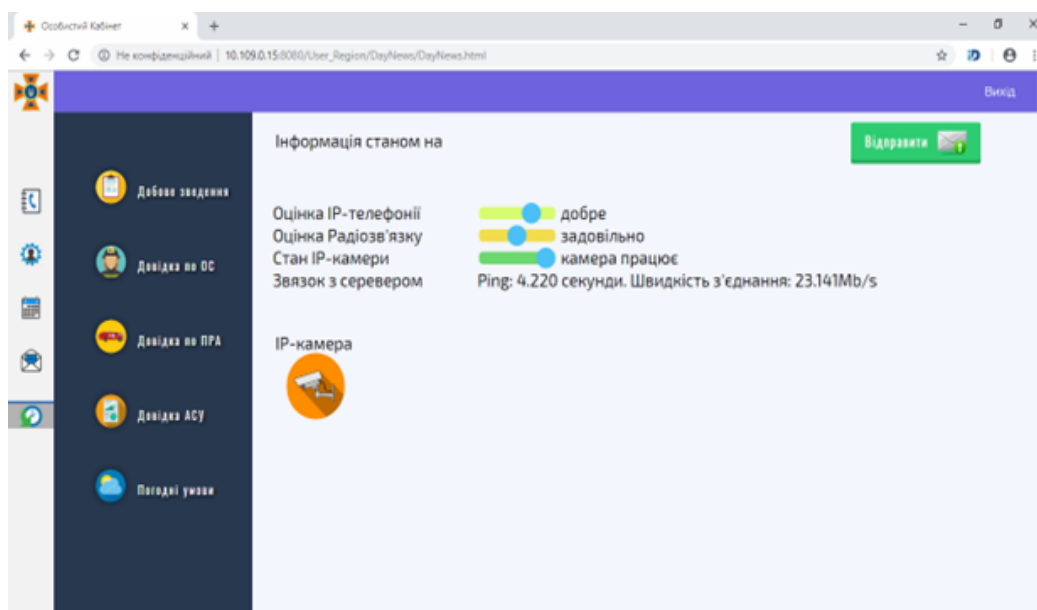 Особистий Кабінет
Не конфіденційний | 10.109.0.15:8080/User_Region/DayNews/DayNews.html
Вихід
Інформація станом на
Відправити
Добове зведення
Довідка по ОС
Довідка по ПРА
Довідка АСУ
Погодні умови
Оцінка IP-телефонії добре
Оцінка Радіозв'язку задовільно
Стан IP-камери камера працює
Звязок з серевером Ping: 4.220 секунди. Швидкість з'єднання: 23.141Mb/s
IP-камера